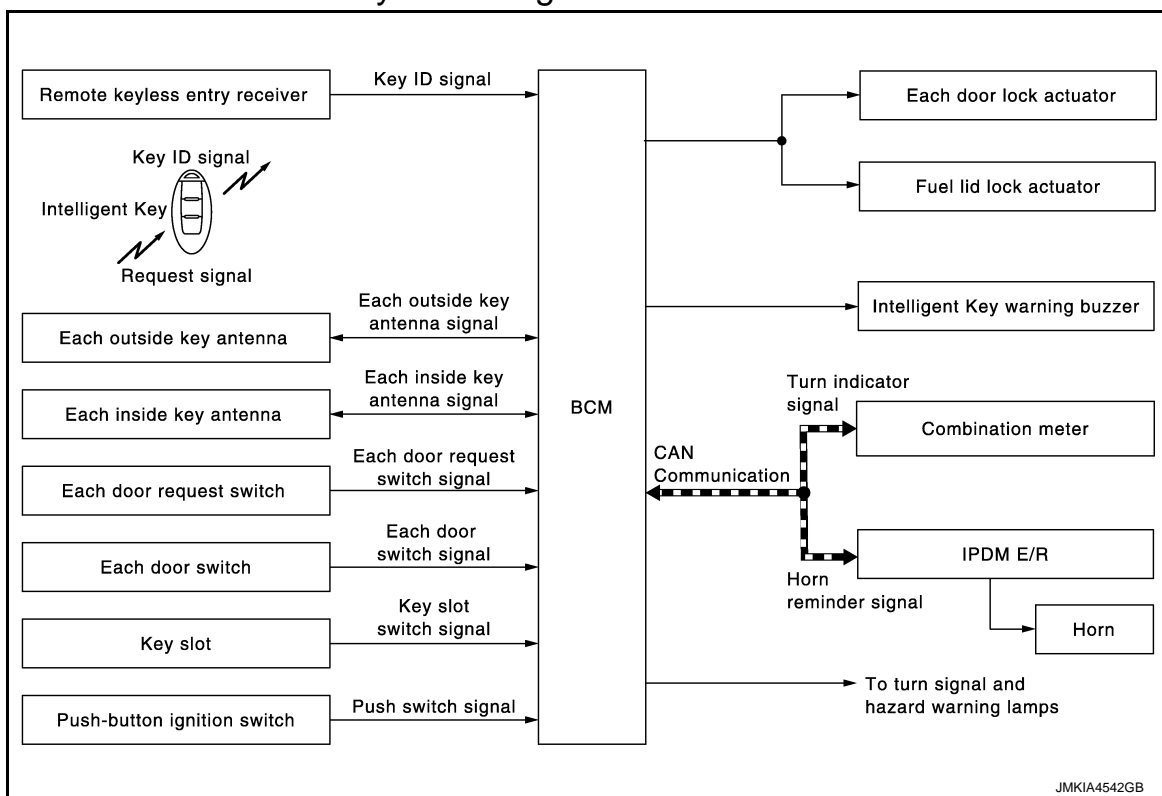 Remote keyless entry receiver
Key ID signal
Key ID signal
Intelligent Key
Request signal
Each outside key antenna
Each outside key
antenna signal
Each inside key antenna
Each inside key
antenna signal
Each door request switch
Each door request
switch signal
Each door switch
Each door
switch signal
Key slot
Key slot
switch signal
Push-button ignition switch
Push switch signal
BCM
Each door lock actuator
Fuel lid lock actuator
Intelligent Key warning buzzer
Turn indicator
signal
Combination meter
CAN
Communication
IPDM E/R
Horn
reminder signal
Horn
To turn signal and
hazard warning lamps
JMKIA4542GB